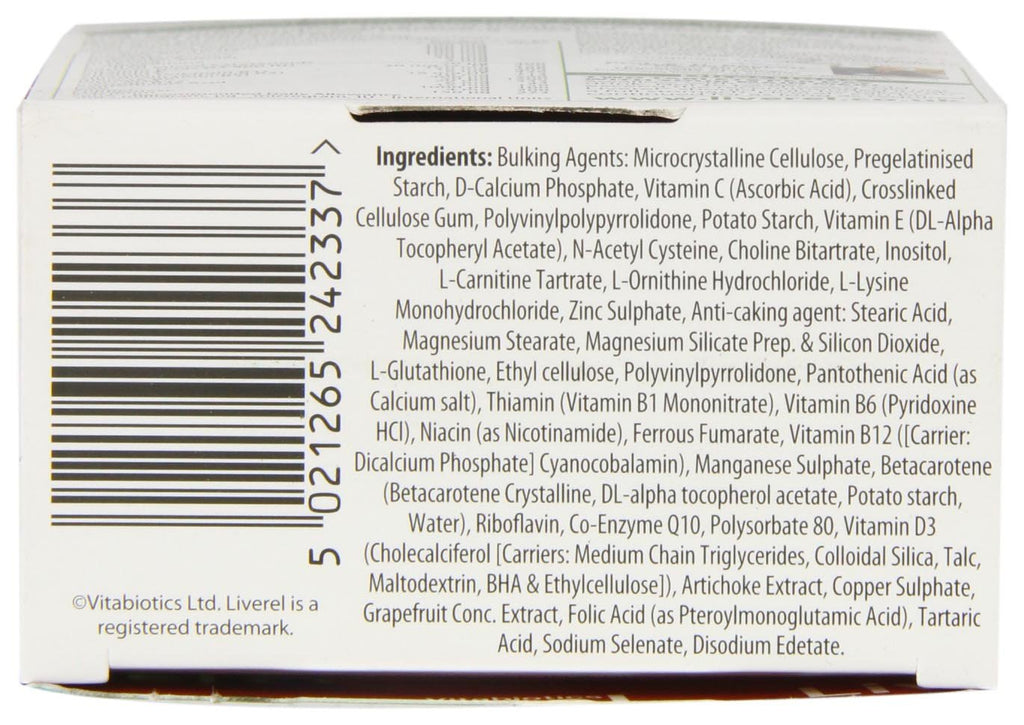 5 021265 242337 >
©Vitabiotics Ltd. Liverel is a
registered trademark.
Ingredients: Bulking Agents: Microcrystalline Cellulose, Pregelatinised
Starch, D-Calcium Phosphate, Vitamin C (Ascorbic Acid), Crosslinked
Cellulose Gum, Polyvinylpolypyrrolidone, Potato Starch, Vitamin E (DL-Alpha
Tocopheryl Acetate), N-Acetyl Cysteine, Choline Bitartrate, Inositol,
L-Carnitine Tartrate, L-Ornithine Hydrochloride, L-Lysine
Monohydrochloride, Zinc Sulphate, Anti-caking agent: Stearic Acid,
Magnesium Stearate, Magnesium Silicate Prep. & Silicon Dioxide,
L-Glutathione, Ethyl cellulose, Polyvinylpyrrolidone, Pantothenic Acid (as
Calcium salt), Thiamin (Vitamin B1 Mononitrate), Vitamin B6 (Pyridoxine
HCl), Niacin (as Nicotinamide), Ferrous Fumarate, Vitamin B12 ([Carrier:
Dicalcium Phosphate] Cyanocobalamin), Manganese Sulphate, Betacarotene
(Betacarotene Crystalline, DL-alpha tocopherol acetate, Potato starch,
Water), Riboflavin, Co-Enzyme Q10, Polysorbate 80, Vitamin D3
(Cholecalciferol [Carriers: Medium Chain Triglycerides, Colloidal Silica, Talc,
Maltodextrin, BHA & Ethylcellulose]), Artichoke Extract, Copper Sulphate,
Grapefruit Conc. Extract, Folic Acid (as Pteroylmonoglutamic Acid), Tartaric
Acid, Sodium Selenate, Disodium Edetate.